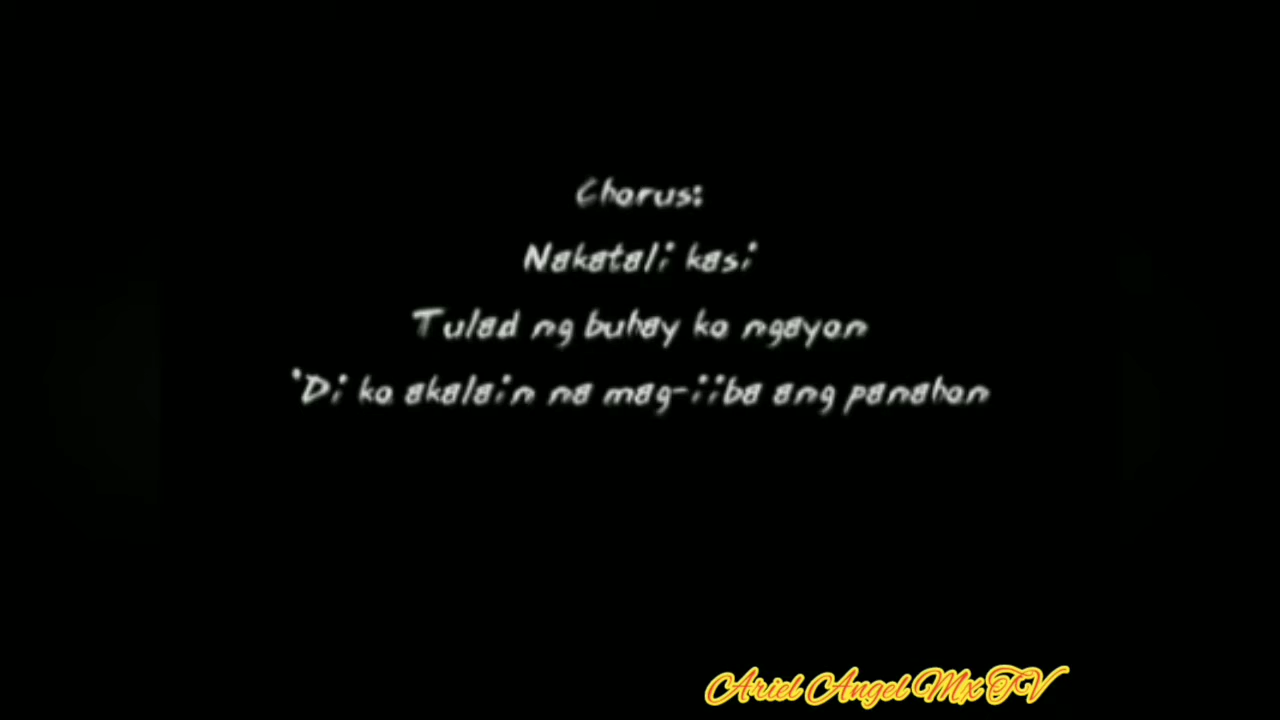 Chorus:
Nakatali kasi
Tulad ng buhay ko ngayon
'Di ko akalain na mag-iiba ang panahon
Ariel Angel Mx TV